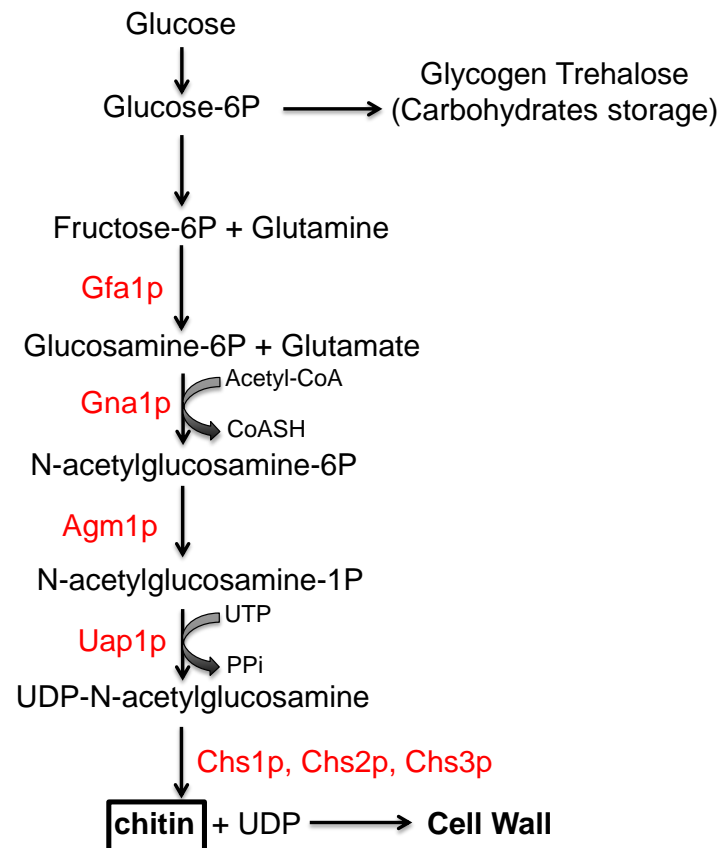 Glucose
Glycogen Trehalose
Glucose-6P
(Carbohydrates storage)
Fructose-6P + Glutamine
Gfa1p
Glucosamine-6P + Glutamate
Acetyl-CoA
Gna1p
CoASH
N-acetylglucosamine-6P
Agm1p
N-acetylglucosamine-1P
UTP
Uap1p
PPi
UDP-N-acetylglucosamine
Chs1p, Chs2p, Chs3p
chitin + UDP
Cell Wall